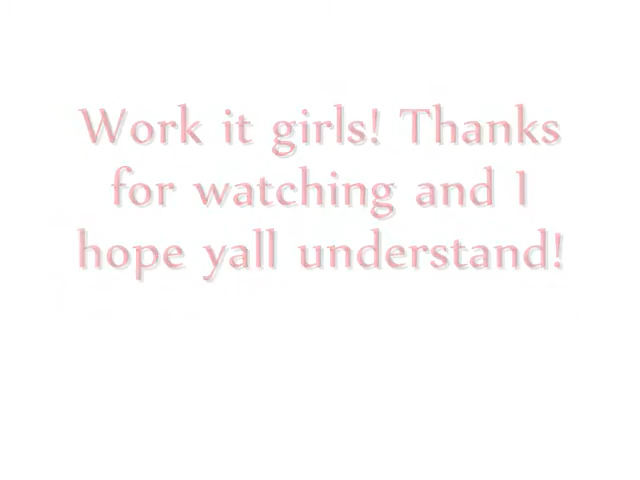 Work it girls! Thanks
for watching and I
hope yall understand!